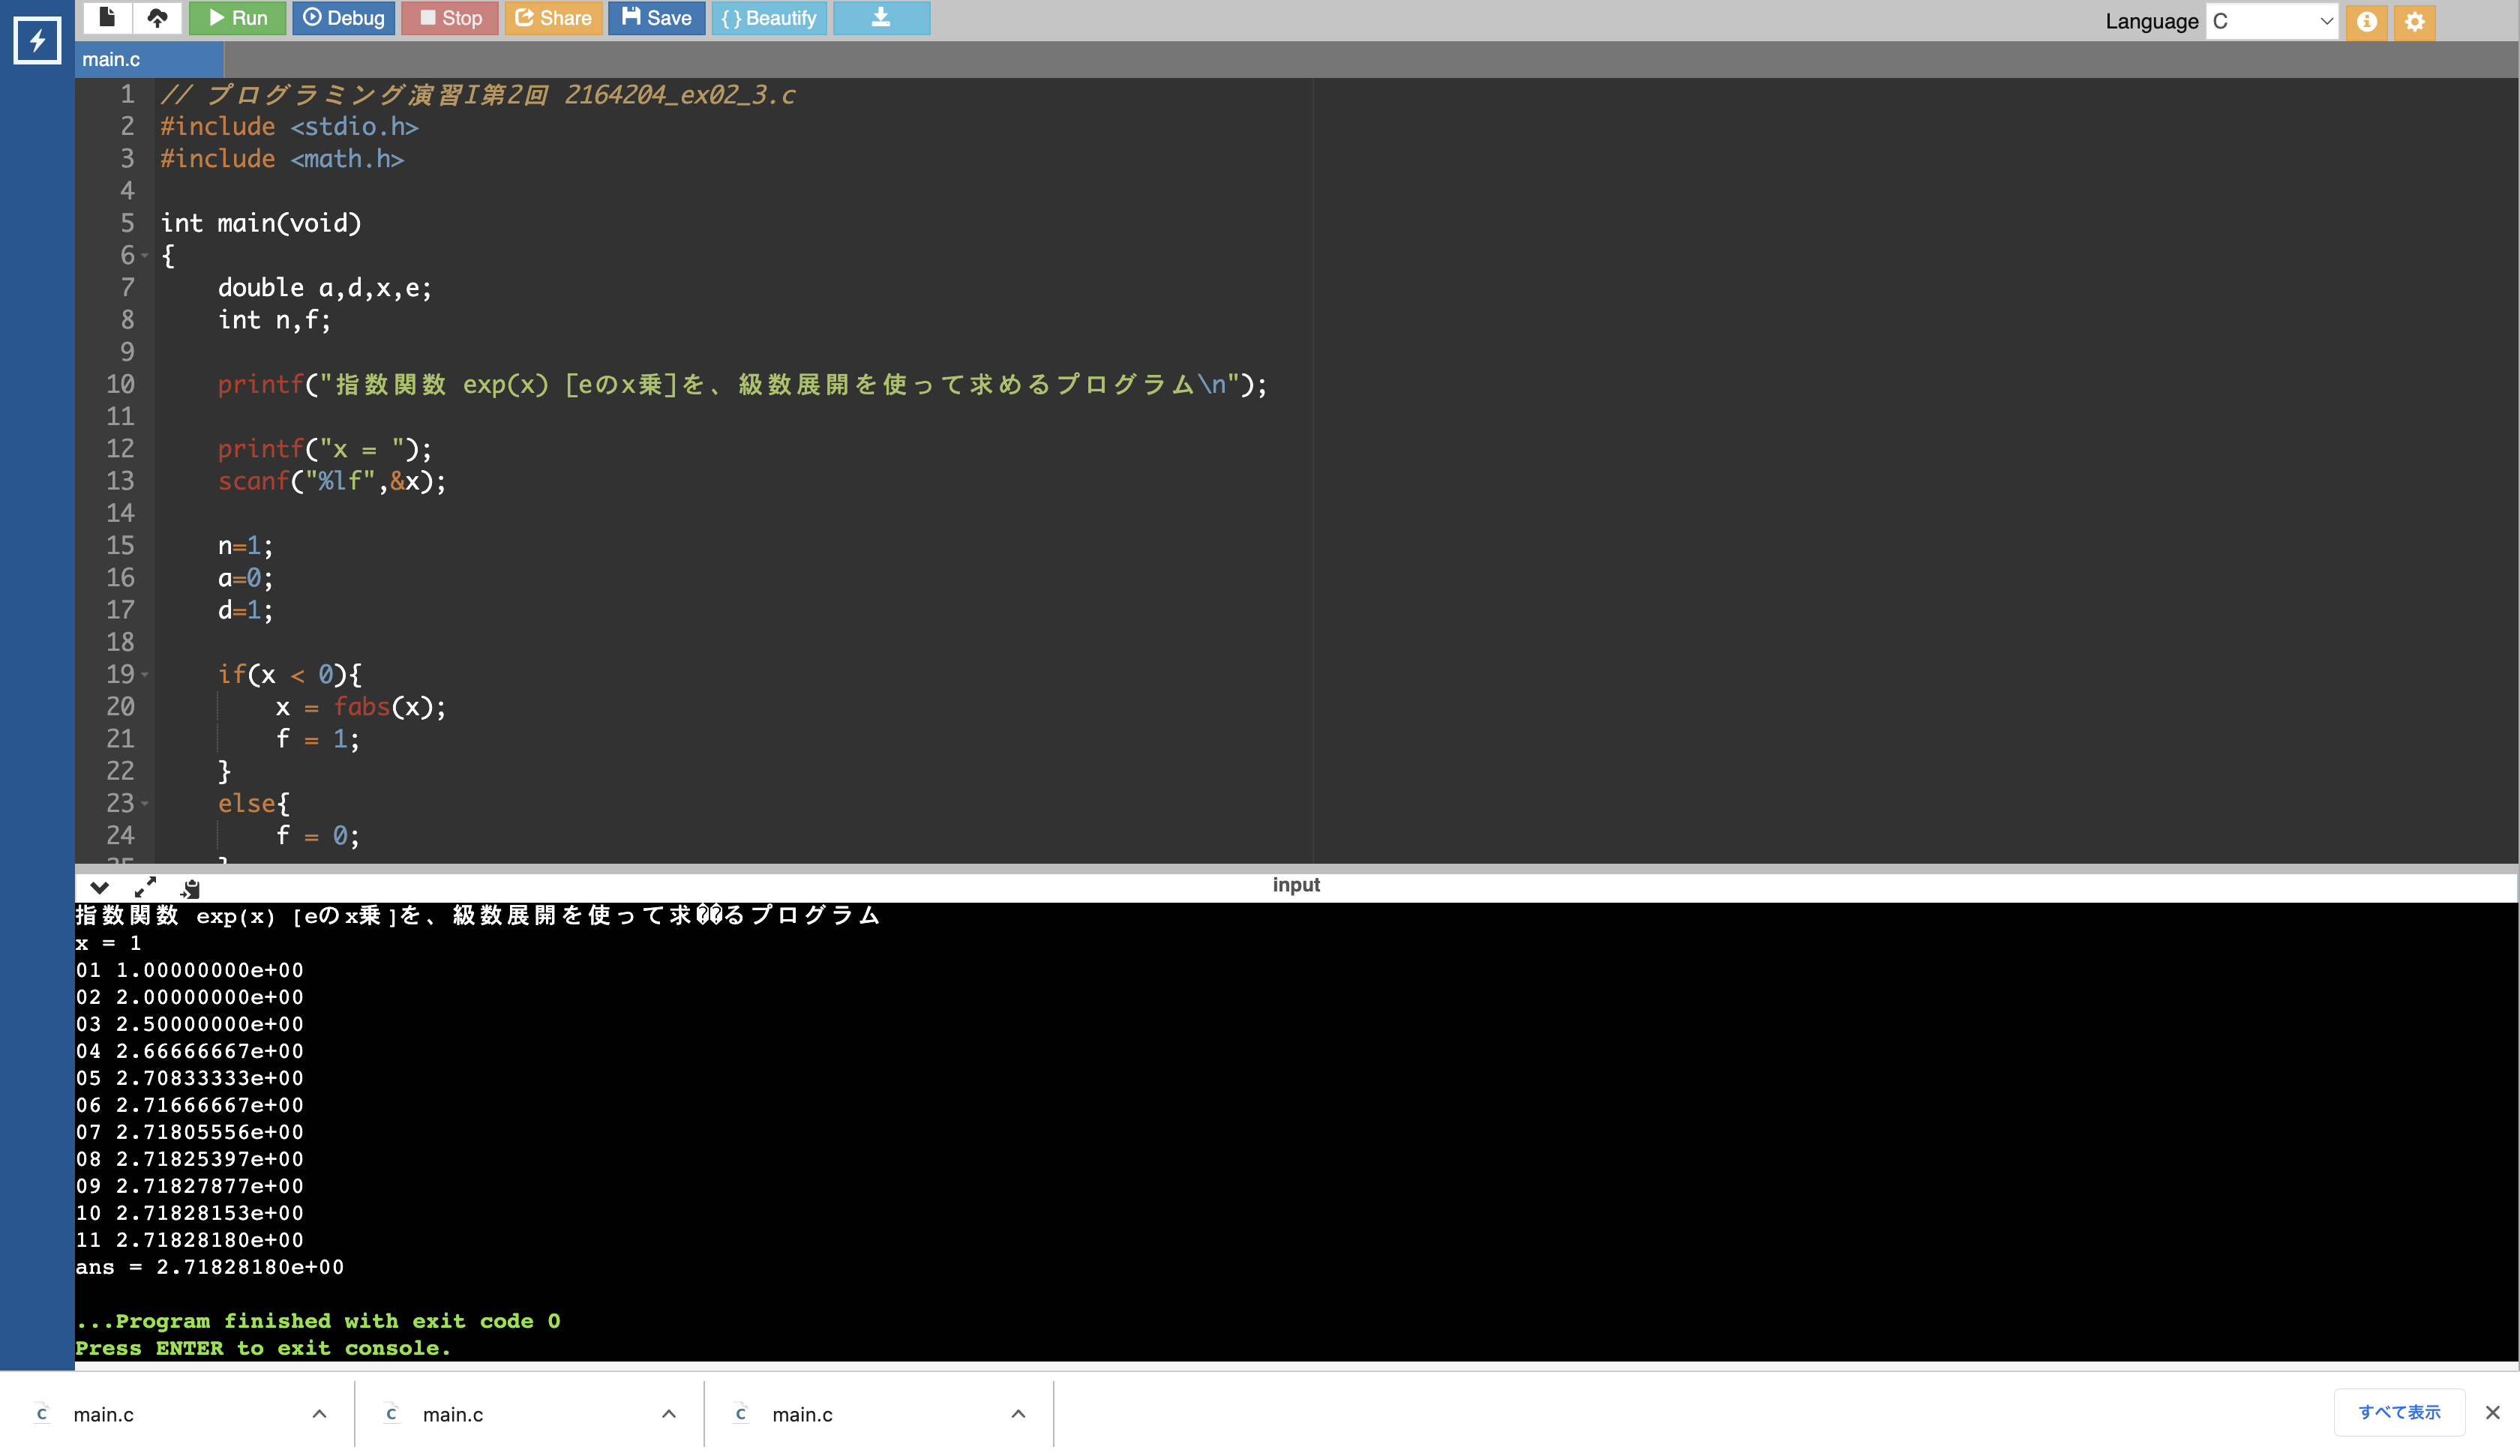 Run Debug Stop Share Save { } Beautify Language C
main.c
1 // プログラミング演習I第2回 2164204_ex02_3.c
2 #include <stdio.h>
3 #include <math.h>
4
5 int main(void)
6 {
7 double a,d,x,e;
8 int n,f;
9
10 printf("指数関数 exp(x) [eのx乗]を、級数展開を使って求めるプログラム\n");
11
12 printf("x = ");
13 scanf("%lf",&x);
14
15 n=1;
16 a=0;
17 d=1;
18
19 if(x < 0){
20 x = fabs(x);
21 f = 1;
22 }
23 else{
24 f = 0;
input
指数関数 exp(x) [eのx乗]を、級数展開を使って求��るプログラム
x = 1
01 1.00000000e+00
02 2.00000000e+00
03 2.50000000e+00
04 2.66666667e+00
05 2.70833333e+00
06 2.71666667e+00
07 2.71805556e+00
08 2.71825397e+00
09 2.71827877e+00
10 2.71828153e+00
11 2.71828180e+00
ans = 2.71828180e+00
...Program finished with exit code 0
Press ENTER to exit console.
main.c main.c main.c すべて表示